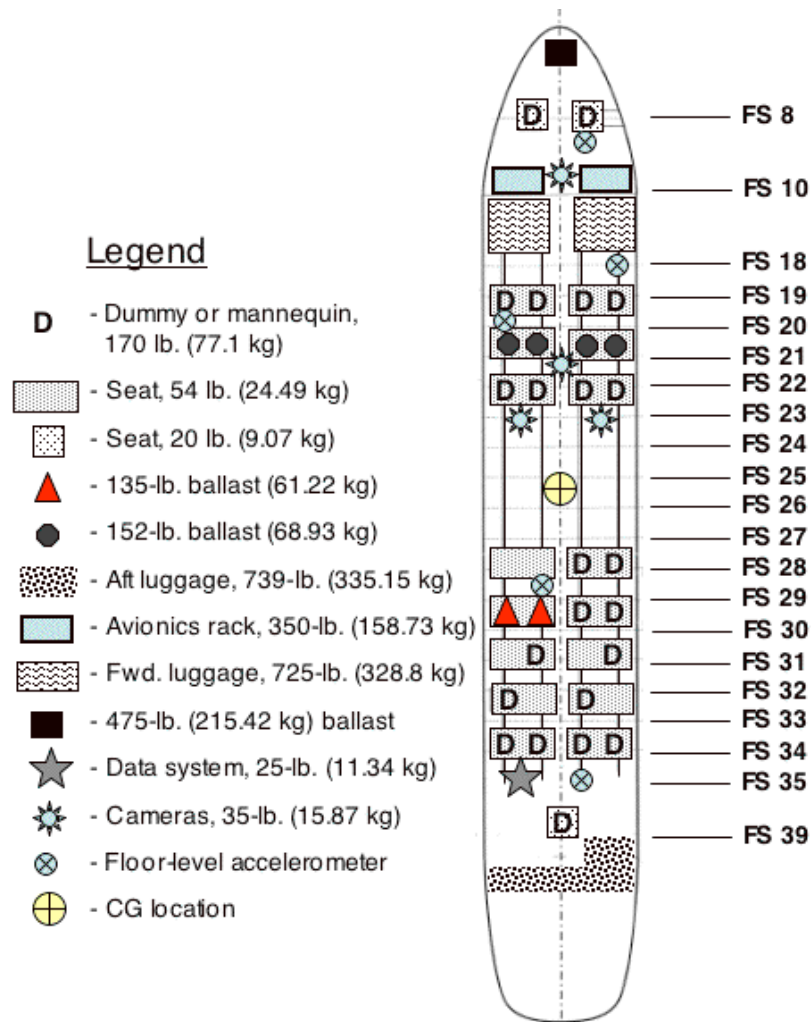 Legend
D - Dummy or mannequin,
170 lb. (77.1 kg)
- Seat, 54 lb. (24.49 kg)
- Seat, 20 lb. (9.07 kg)
- 135-lb. ballast (61.22 kg)
- 152-lb. ballast (68.93 kg)
- Aft luggage, 739-lb. (335.15 kg)
- Avionics rack, 350-lb. (158.73 kg)
- Fwd. luggage, 725-lb. (328.8 kg)
- 475-lb. (215.42 kg) ballast
- Data system, 25-lb. (11.34 kg)
- Cameras, 35-lb. (15.87 kg)
- Floor-level accelerometer
- CG location
D D
D D D D
D D D D
D D
D D
D D
D D
D D D D
D
FS 8
FS 10
FS 18
FS 19
FS 20
FS 21
FS 22
FS 23
FS 24
FS 25
FS 26
FS 27
FS 28
FS 29
FS 30
FS 31
FS 32
FS 33
FS 34
FS 35
FS 39